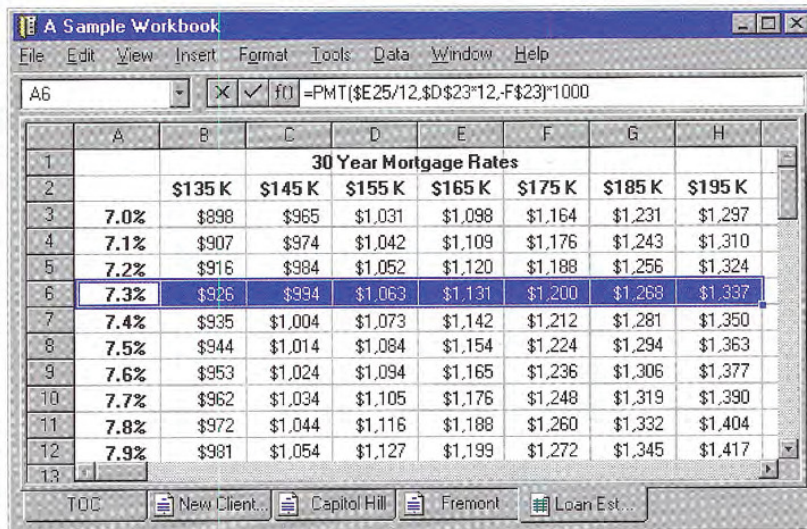 A Sample Workbook
File Edit View Insert Format Tools Data Window Help
A6 =PMT($E25/12,$D$23*12,-F$23)*1000
A B C D E F G H
1 30 Year Mortgage Rates
2 $135 K $145 K $155 K $165 K $175 K $185 K $195 K
3 7.0% $898 $965 $1,031 $1,098 $1,164 $1,231 $1,297
4 7.1% $907 $974 $1,042 $1,109 $1,176 $1,243 $1,310
5 7.2% $916 $984 $1,052 $1,120 $1,188 $1,256 $1,324
6 7.3% $926 $994 $1,063 $1,131 $1,200 $1,268 $1,337
7 7.4% $935 $1,004 $1,073 $1,142 $1,212 $1,281 $1,350
8 7.5% $944 $1,014 $1,084 $1,154 $1,224 $1,294 $1,363
9 7.6% $953 $1,024 $1,094 $1,165 $1,236 $1,306 $1,377
10 7.7% $962 $1,034 $1,105 $1,176 $1,248 $1,319 $1,390
11 7.8% $972 $1,044 $1,116 $1,188 $1,260 $1,332 $1,404
12 7.9% $981 $1,054 $1,127 $1,199 $1,272 $1,345 $1,417
13
TOC New Client... Capitol Hill Fremont Loan Est...